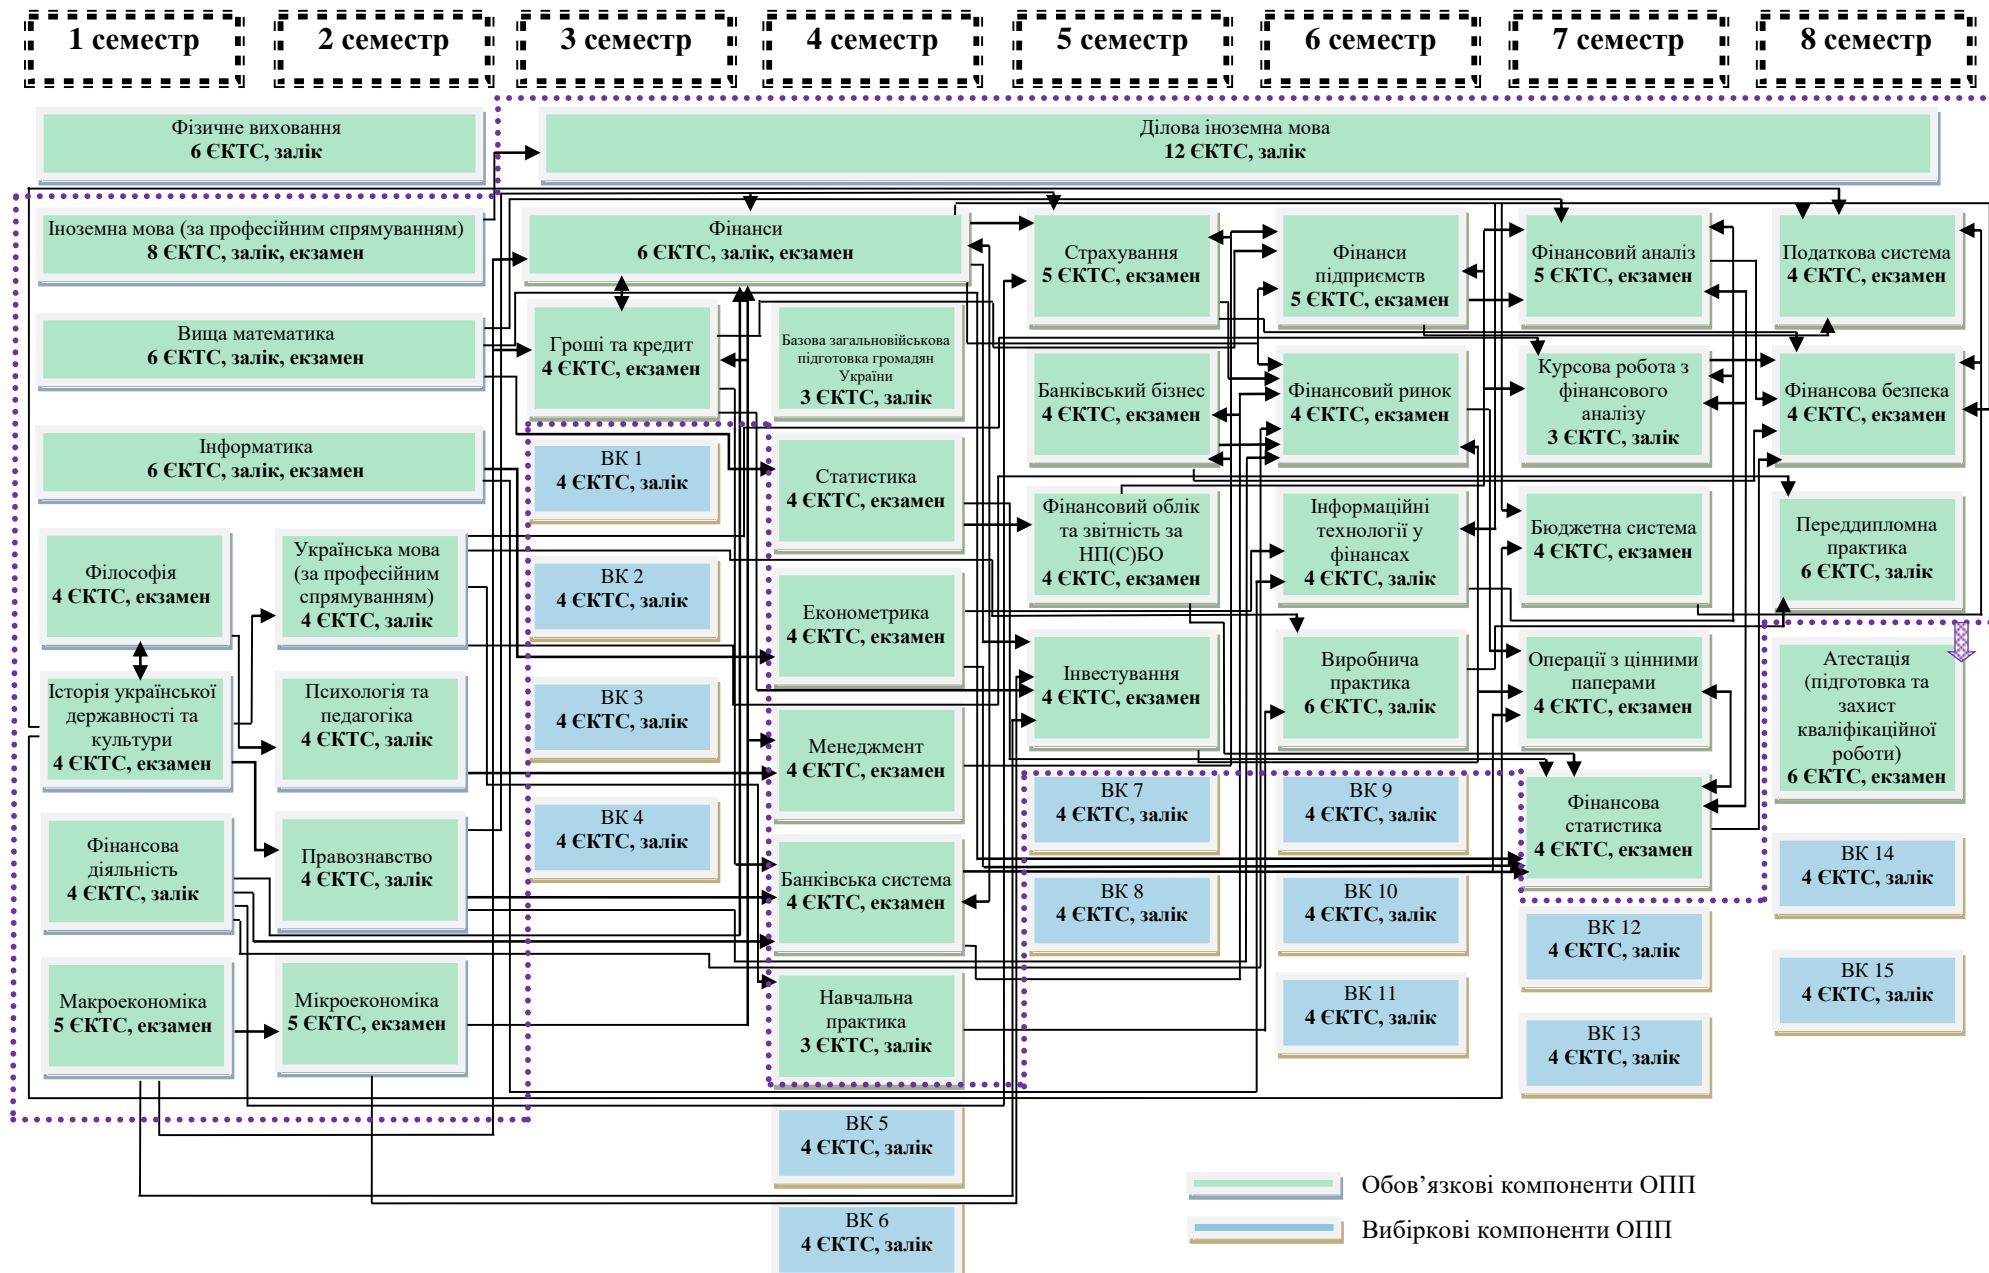 1 семестр
2 семестр
3 семестр
4 семестр
5 семестр
6 семестр
7 семестр
8 семестр
Фізичне виховання
6 ЄКТС, залік
Ділова іноземна мова
12 ЄКТС, залік
Іноземна мова (за професійним спрямуванням)
8 ЄКТС, залік, екзамен
Вища математика
6 ЄКТС, залік, екзамен
Інформатика
6 ЄКТС, залік, екзамен
Філософія
4 ЄКТС, екзамен
Історія української
державності та
культури
4 ЄКТС, екзамен
Фінансова
діяльність
4 ЄКТС, залік
Макроекономіка
5 ЄКТС, екзамен
Українська мова
(за професійним
спрямуванням)
4 ЄКТС, залік
Психологія та
педагогіка
4 ЄКТС, залік
Правознавство
4 ЄКТС, залік
Мікроекономіка
5 ЄКТС, екзамен
Фінанси
6 ЄКТС, залік, екзамен
Гроші та кредит
4 ЄКТС, екзамен
ВК 1
4 ЄКТС, залік
ВК 2
4 ЄКТС, залік
ВК 3
4 ЄКТС, залік
ВК 4
4 ЄКТС, залік
Базова загальновійськова
підготовка громадян
України
3 ЄКТС, залік
Статистика
4 ЄКТС, екзамен
Економетрика
4 ЄКТС, екзамен
Менеджмент
4 ЄКТС, екзамен
Банківська система
4 ЄКТС, екзамен
Навчальна
практика
3 ЄКТС, залік
ВК 5
4 ЄКТС, залік
ВК 6
4 ЄКТС, залік
Страхування
5 ЄКТС, екзамен
Банківський бізнес
4 ЄКТС, екзамен
Фінансовий облік
та звітність за
НП(С)БО
4 ЄКТС, екзамен
Інвестування
4 ЄКТС, екзамен
ВК 7
4 ЄКТС, залік
ВК 8
4 ЄКТС, залік
Фінанси
підприємств
5 ЄКТС, екзамен
Фінансовий ринок
4 ЄКТС, екзамен
Інформаційні
технології у
фінансах
4 ЄКТС, залік
Виробнича
практика
6 ЄКТС, залік
ВК 9
4 ЄКТС, залік
ВК 10
4 ЄКТС, залік
ВК 11
4 ЄКТС, залік
Фінансовий аналіз
5 ЄКТС, екзамен
Курсова робота з
фінансового
аналізу
3 ЄКТС, залік
Бюджетна система
4 ЄКТС, екзамен
Операції з цінними
паперами
4 ЄКТС, екзамен
Фінансова
статистика
4 ЄКТС, екзамен
ВК 12
4 ЄКТС, залік
ВК 13
4 ЄКТС, залік
Податкова система
4 ЄКТС, екзамен
Фінансова безпека
4 ЄКТС, екзамен
Переддипломна
практика
6 ЄКТС, залік
Атестація
(підготовка та
захист
кваліфікаційної
роботи)
6 ЄКТС, екзамен
ВК 14
4 ЄКТС, залік
ВК 15
4 ЄКТС, залік
Обов’язкові компоненти ОПП
Вибіркові компоненти ОПП